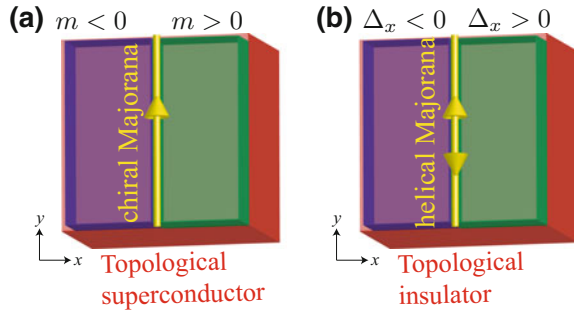 (a) m < 0 m > 0
chiral Majorana
y
x
Topological
superconductor
(b) Δₓ < 0 Δₓ > 0
helical Majorana
y
x
Topological
insulator